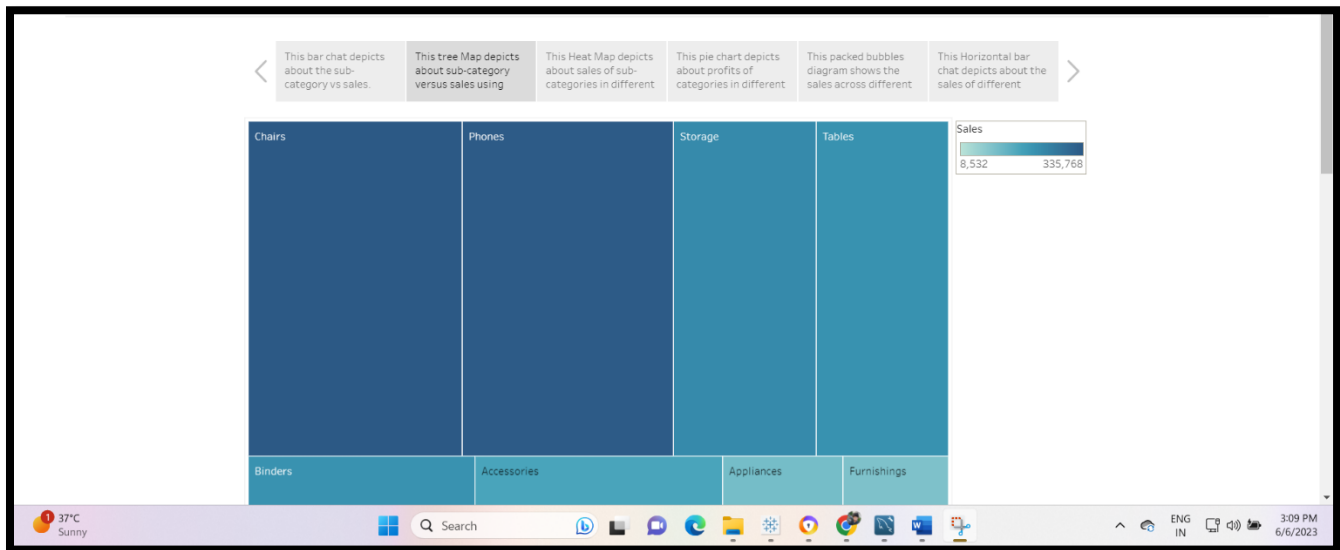 This bar chat depicts
about the sub-
category vs sales.
This tree Map depicts
about sub-category
versus sales using
This Heat Map depicts
about sales of sub-
categories in different
This pie chart depicts
about profits of
categories in different
This packed bubbles
diagram shows the
sales across different
This Horizontal bar
chat depicts about the
sales of different
Chairs
Phones
Storage
Tables
Sales
8,532
335,768
Binders
Accessories
Appliances
Furnishings
1
37°C
Sunny
Search
ENG
IN
3:09 PM
6/6/2023